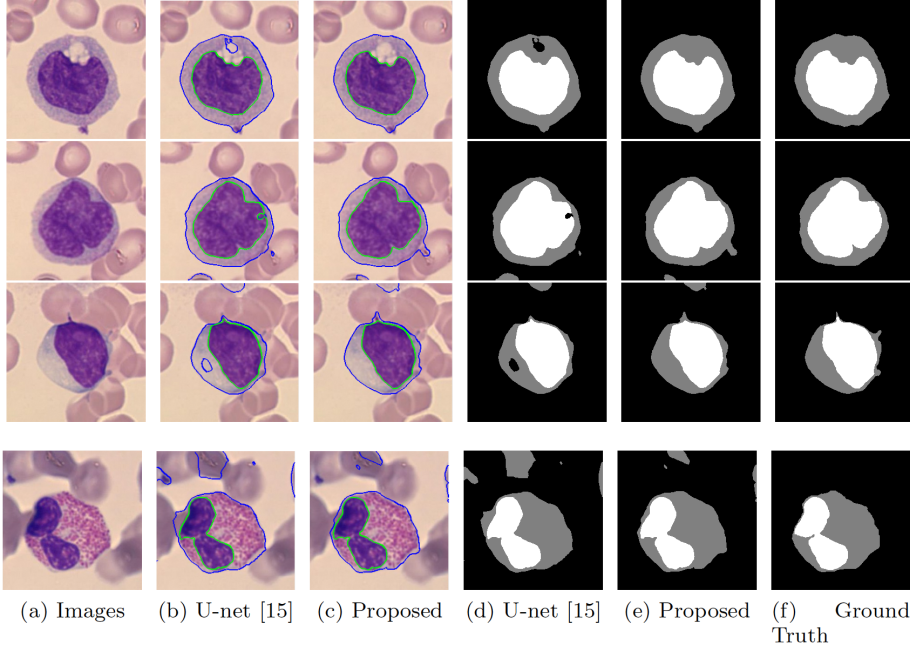 (a) Images (b) U-net [15] (c) Proposed (d) U-net [15] (e) Proposed (f) Ground
Truth